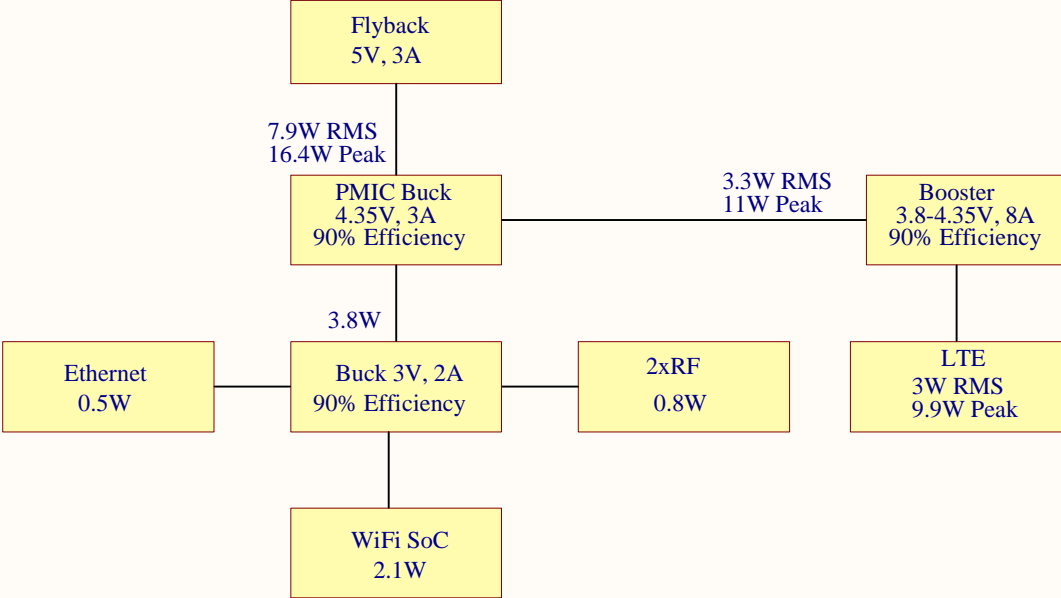 Flyback
5V, 3A
7.9W RMS
16.4W Peak
PMIC Buck
4.35V, 3A
90% Efficiency
3.3W RMS
11W Peak
Booster
3.8-4.35V, 8A
90% Efficiency
3.8W
Ethernet
0.5W
Buck 3V, 2A
90% Efficiency
2xRF
0.8W
LTE
3W RMS
9.9W Peak
WiFi SoC
2.1W